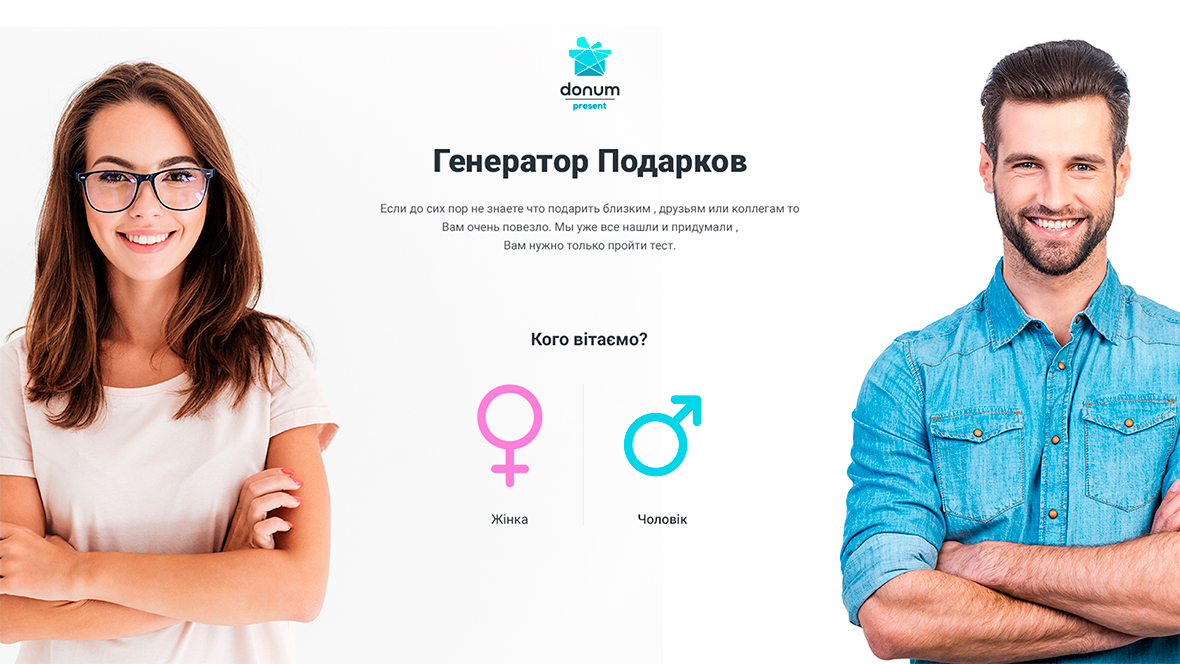 donum
present
Генератор Подарков
Если до сих пор не знаете что подарить близким , друзьям или коллегам то
Вам очень повезло. Мы уже все нашли и придумали ,
Вам нужно только пройти тест.
Кого вітаємо?
Жінка
Чоловік